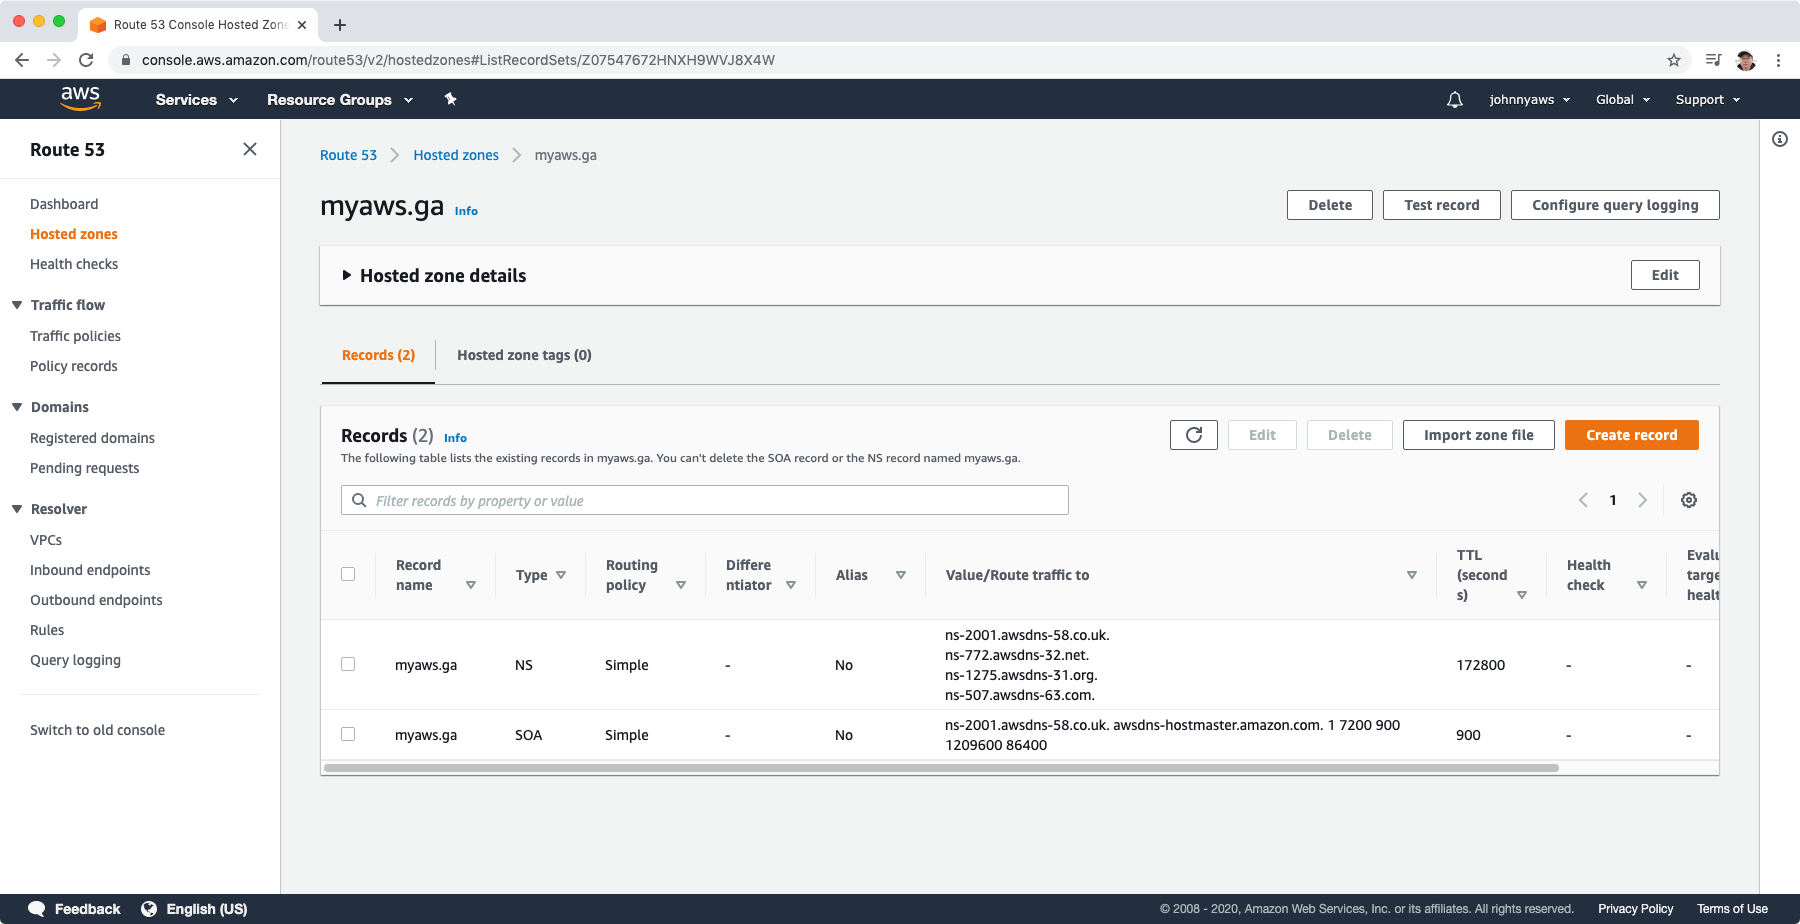 Route 53 Console Hosted Zone
console.aws.amazon.com/route53/v2/hostedzones#ListRecordSets/Z07547672HNXH9WVJ8X4W
aws
Services
Resource Groups
johnnyaws
Global
Support
Route 53
Dashboard
Hosted zones
Health checks
Traffic flow
Traffic policies
Policy records
Domains
Registered domains
Pending requests
Resolver
VPCs
Inbound endpoints
Outbound endpoints
Rules
Query logging
Switch to old console
Route 53
Hosted zones
myaws.ga
myaws.ga Info
Delete
Test record
Configure query logging
Hosted zone details
Edit
Records (2)
Hosted zone tags (0)
Records (2) Info
The following table lists the existing records in myaws.ga. You can't delete the SOA record or the NS record named myaws.ga.
Edit
Delete
Import zone file
Create record
Filter records by property or value
1
Record
name
Type
Routing
policy
Differe
ntiator
Alias
Value/Route traffic to
TTL
(second
s)
Health
check
Evalu
targe
healt
myaws.ga
NS
Simple
-
No
ns-2001.awsdns-58.co.uk.
ns-772.awsdns-32.net.
ns-1275.awsdns-31.org.
ns-507.awsdns-63.com.
172800
-
-
myaws.ga
SOA
Simple
-
No
ns-2001.awsdns-58.co.uk. awsdns-hostmaster.amazon.com. 1 7200 900
1209600 86400
900
-
-
Feedback
English (US)
© 2008 - 2020, Amazon Web Services, Inc. or its affiliates. All rights reserved.
Privacy Policy
Terms of Use